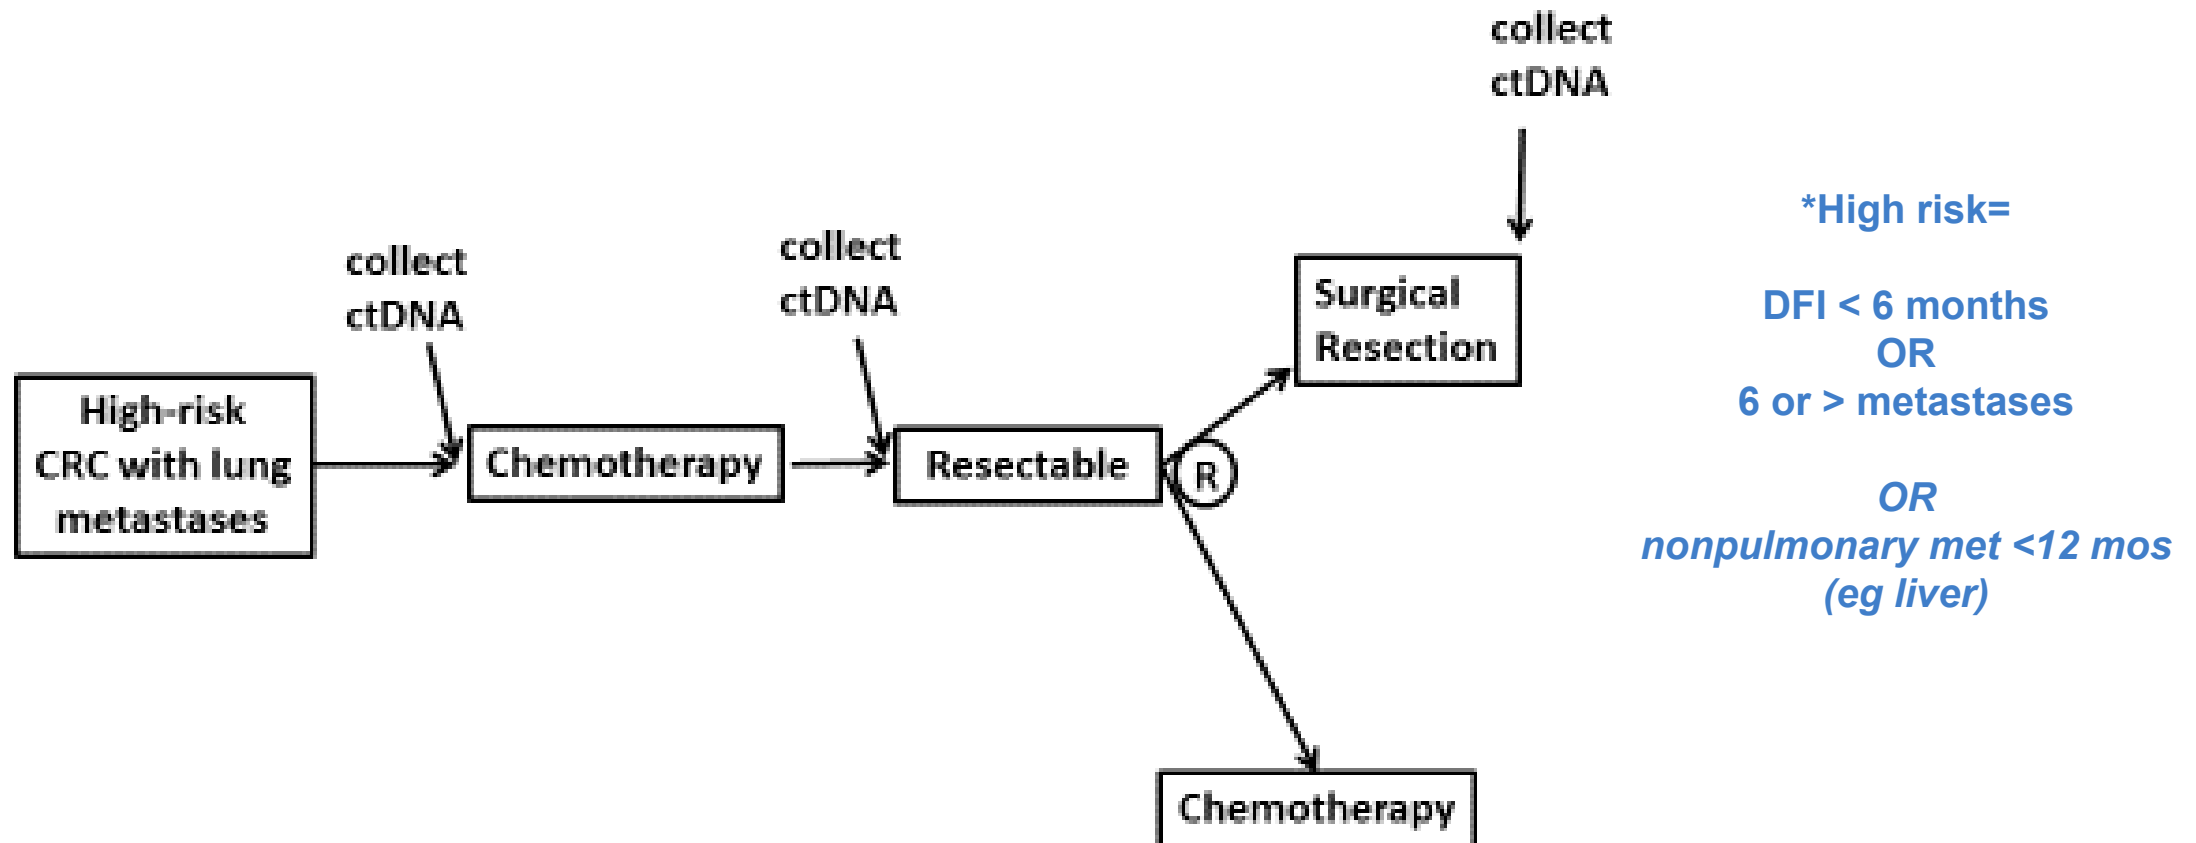 High-risk
CRC with lung
metastases
collect
ctDNA
Chemotherapy
collect
ctDNA
Resectable
R
collect
ctDNA
Surgical
Resection
Chemotherapy
*High risk=
DFI < 6 months
OR
6 or > metastases
OR
nonpulmonary met <12 mos
(eg liver)